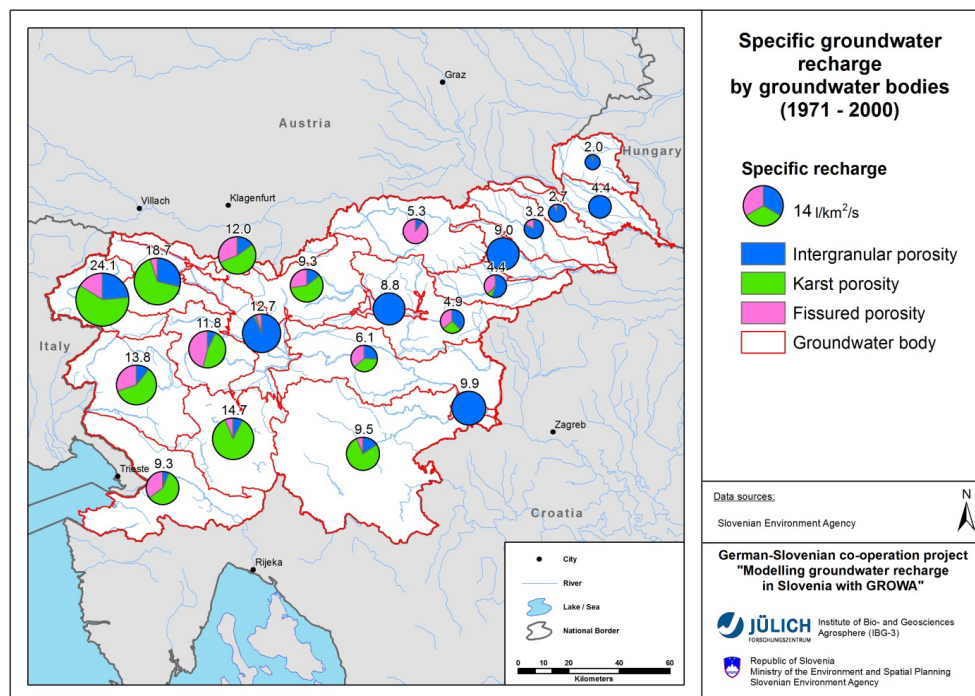 Specific groundwater
recharge
by groundwater bodies
(1971 - 2000)
Specific recharge
14 l/km²/s
Intergranular porosity
Karst porosity
Fissured porosity
Groundwater body
Data sources:
Slovenian Environment Agency
N
German-Slovenian co-operation project
"Modelling groundwater recharge
in Slovenia with GROWA"
JÜLICH
FORSCHUNGSZENTRUM
Institute of Bio- and Geosciences
Agrosphere (IBG-3)
Republic of Slovenia
Ministry of the Environment and Spatial Planning
Slovenian Environment Agency
Graz
Austria
Hungary
2.0
Villach
Klagenfurt
2.7
4.4
5.3
3.2
12.0
9.0
18.7
24.1
9.3
4.4
8.8
12.7
4.9
11.8
Italy
6.1
13.8
9.9
14.7
9.5
Zagreb
Trieste
9.3
Croatia
Rijeka
City
River
Lake / Sea
National Border
0 10 20 40 60
Kilometers